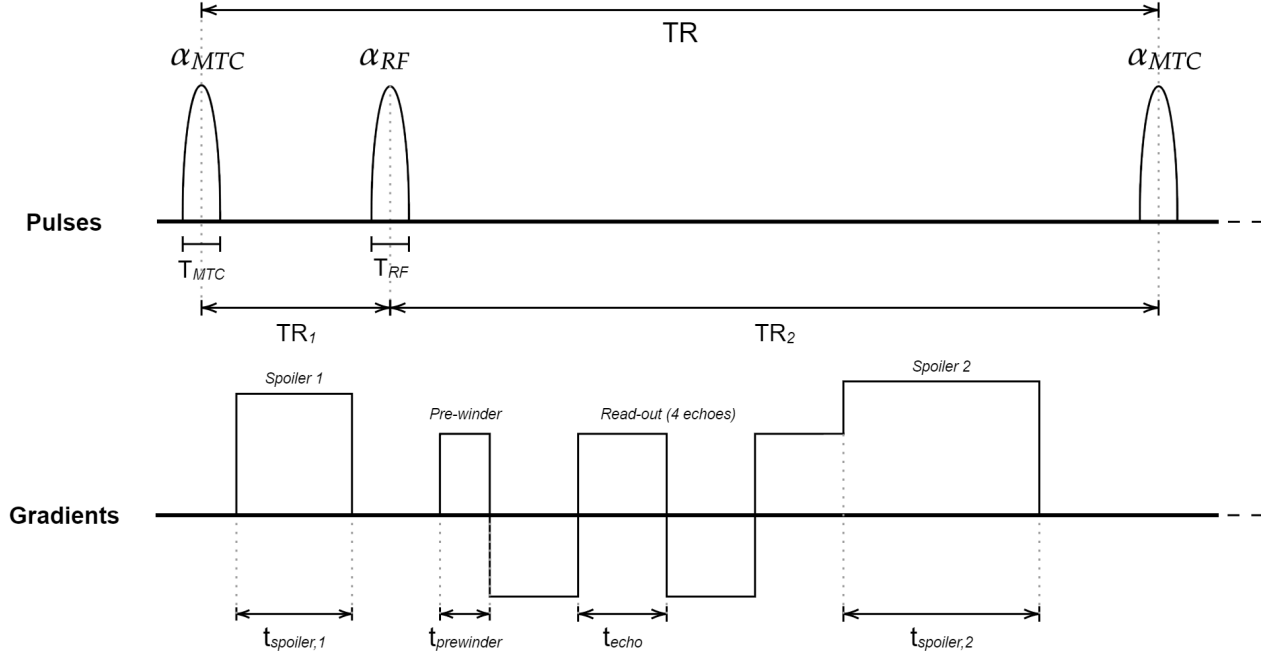 TR
α_MTC α_RF α_MTC
Pulses
T_MTC T_RF
TR_1 TR_2
Spoiler 1 Spoiler 2
Pre-winder Read-out (4 echoes)
Gradients
t_spoiler,1 t_prewinder t_echo t_spoiler,2